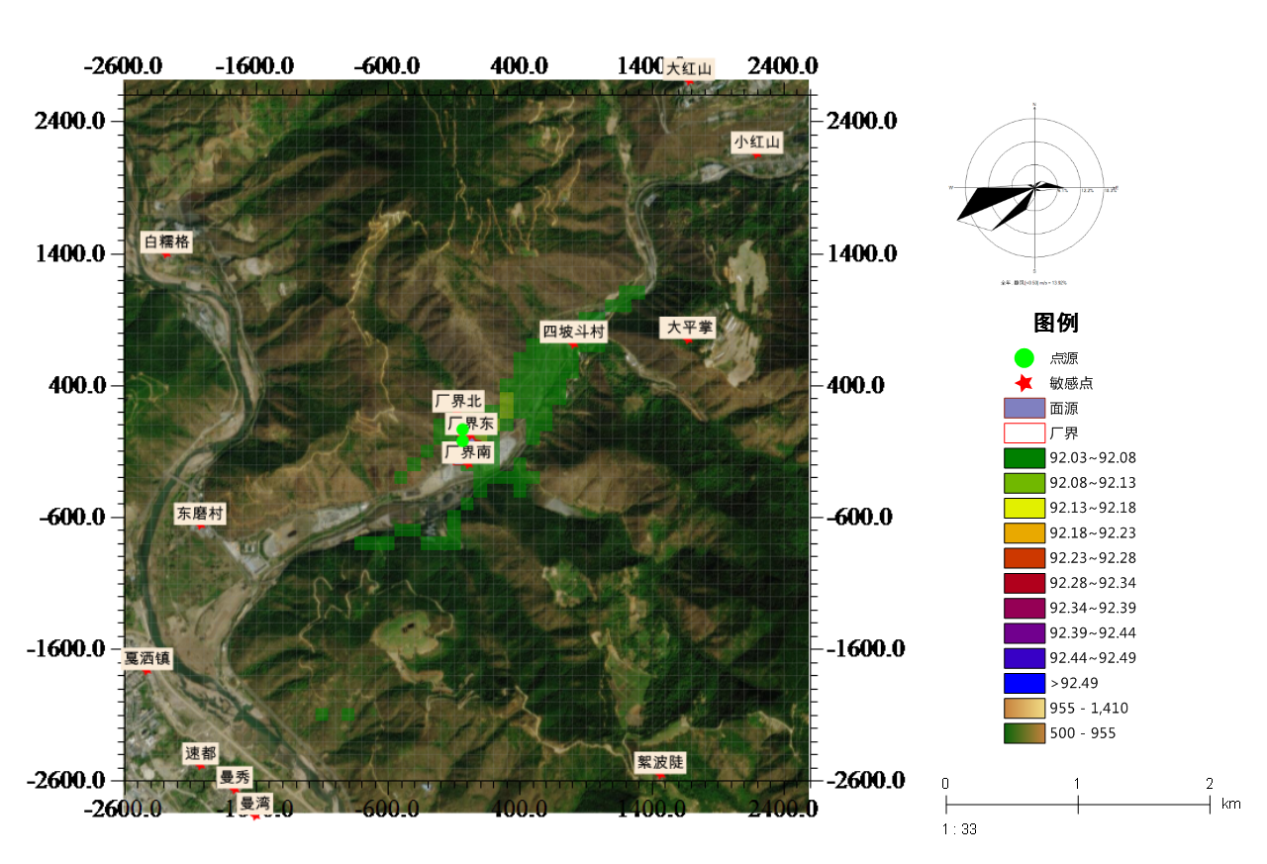 -2600.0 -1600.0 -600.0 400.0 1400.0 2400.0
大红山
2400.0 2400.0
小红山
白糯格
1400.0 1400.0
四坡斗村
大平掌
400.0 400.0
厂界北
厂界东
厂界南
东磨村
-600.0 -600.0
-1600.0 -1600.0
戛洒镇
速都
絮波陡
曼秀
-2600.0 -2600.0
曼湾
-2600.0 -600.0 400.0 1400.0 2400.0
图例
点源
敏感点
面源
厂界
92.03~92.08
92.08~92.13
92.13~92.18
92.18~92.23
92.23~92.28
92.28~92.34
92.34~92.39
92.39~92.44
92.44~92.49
>92.49
955 - 1,410
500 - 955
0 1 2
km
1 : 33